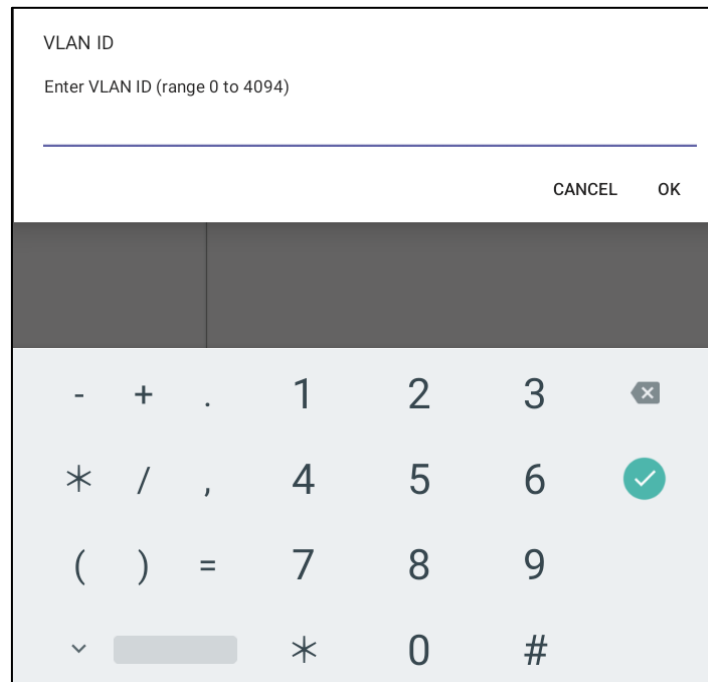 VLAN ID
Enter VLAN ID (range 0 to 4094)
CANCEL OK
- + . 1 2 3
* / , 4 5 6
( ) = 7 8 9
* 0 #